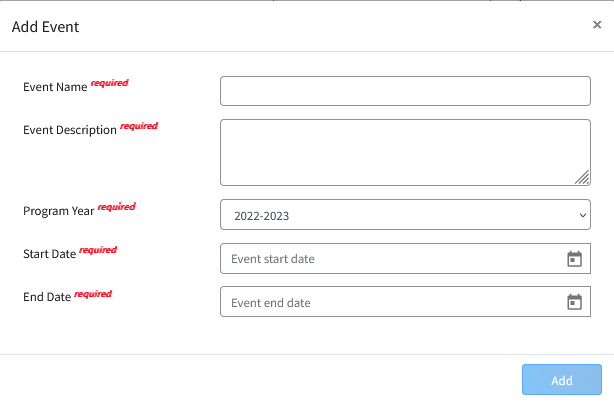 Add Event ×
Event Name required
Event Description required
Program Year required 2022-2023
Start Date required Event start date
End Date required Event end date
Add